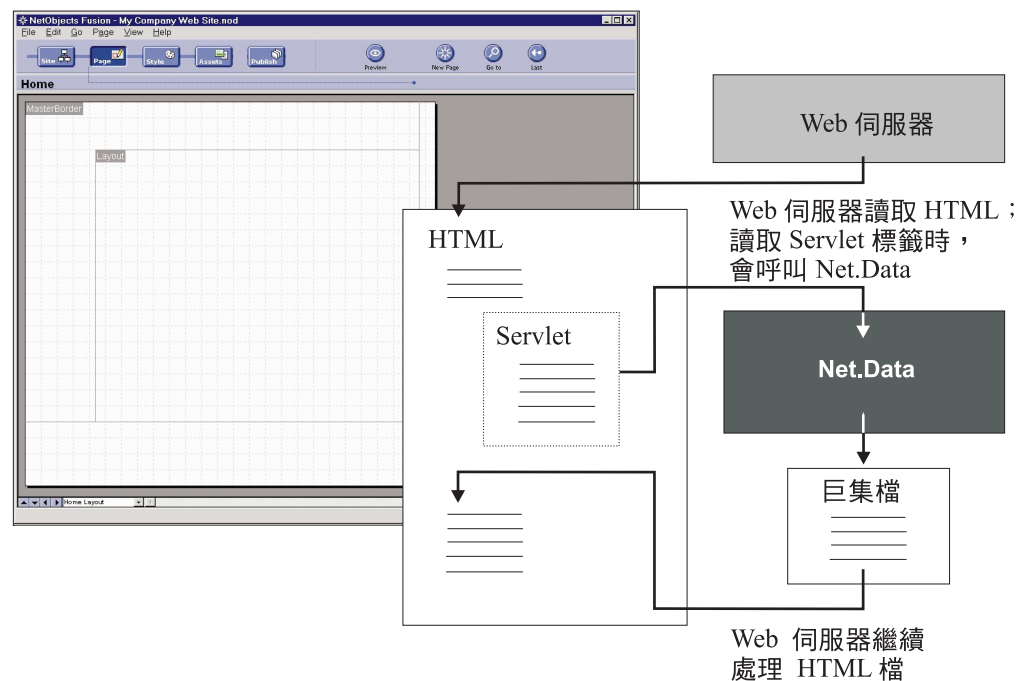 NetObjects Fusion - My Company Web Site.nod
File Edit Go Page View Help
Site Page Style Assets Publish Preview New Page Go to Last
Home
MasterBorder
Layout
Home Layout
Web 伺服器
Web 伺服器讀取 HTML；
讀取 Servlet 標籤時，
會呼叫 Net.Data
HTML
Servlet
Net.Data
巨集檔
Web 伺服器繼續
處理 HTML 檔